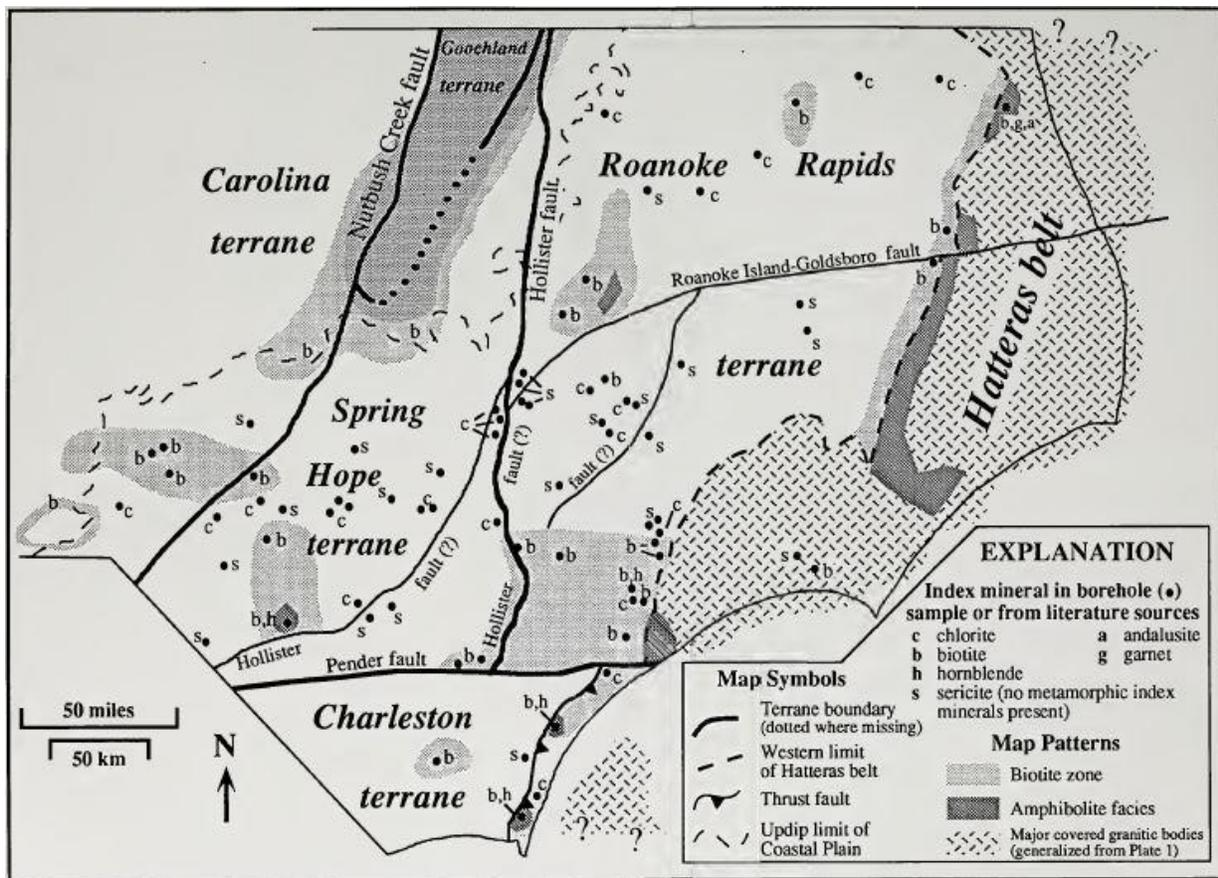 ? ?
Goochland
terrane
Nutbush Creek fault
Hollister fault
Carolina
terrane
Roanoke
Rapids
c
c
c
b
b,g,a
c
s
c
b
b
Roanoke Island-Goldsboro fault
Hatteras belt
b
b
b
b
s
s
terrane
s
Spring
s
c
fault (?)
c
b
c
s
s
c
s
fault (?)
s
s
b
b
b
b
Hope
s
s
s
c
c
c
s
c
c
c
c
b
c
terrane
b
s
fault (?)
c
b
b
c
s
b
b,h
b
c
b
s
b
b,h
c
s
s
s
Hollister
Hollister
b
Pender fault
50 miles
50 km
N
Charleston
terrane
b
c
b,h
s
b,h
c
?
?
?
EXPLANATION
Index mineral in borehole (•)
sample or from literature sources
c chlorite
a andalusite
b biotite
g garnet
h hornblende
s sericite (no metamorphic index
minerals present)
Map Symbols
Terrane boundary
(dotted where missing)
Western limit
of Hatteras belt
Thrust fault
Updip limit of
Coastal Plain
Map Patterns
Biotite zone
Amphibolite facies
Major covered granitic bodies
(generalized from Plate 1)